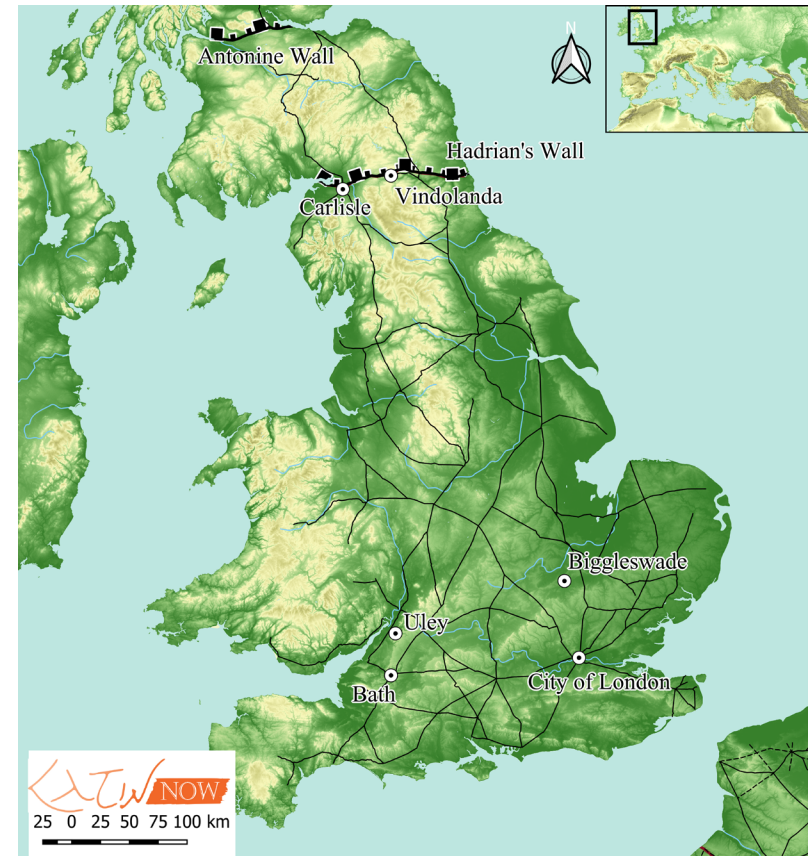 N
Antonine Wall
Hadrian's Wall
Vindolanda
Carlisle
Biggleswade
Uley
City of London
Bath
LATIN NOW
25 0 25 50 75 100 km